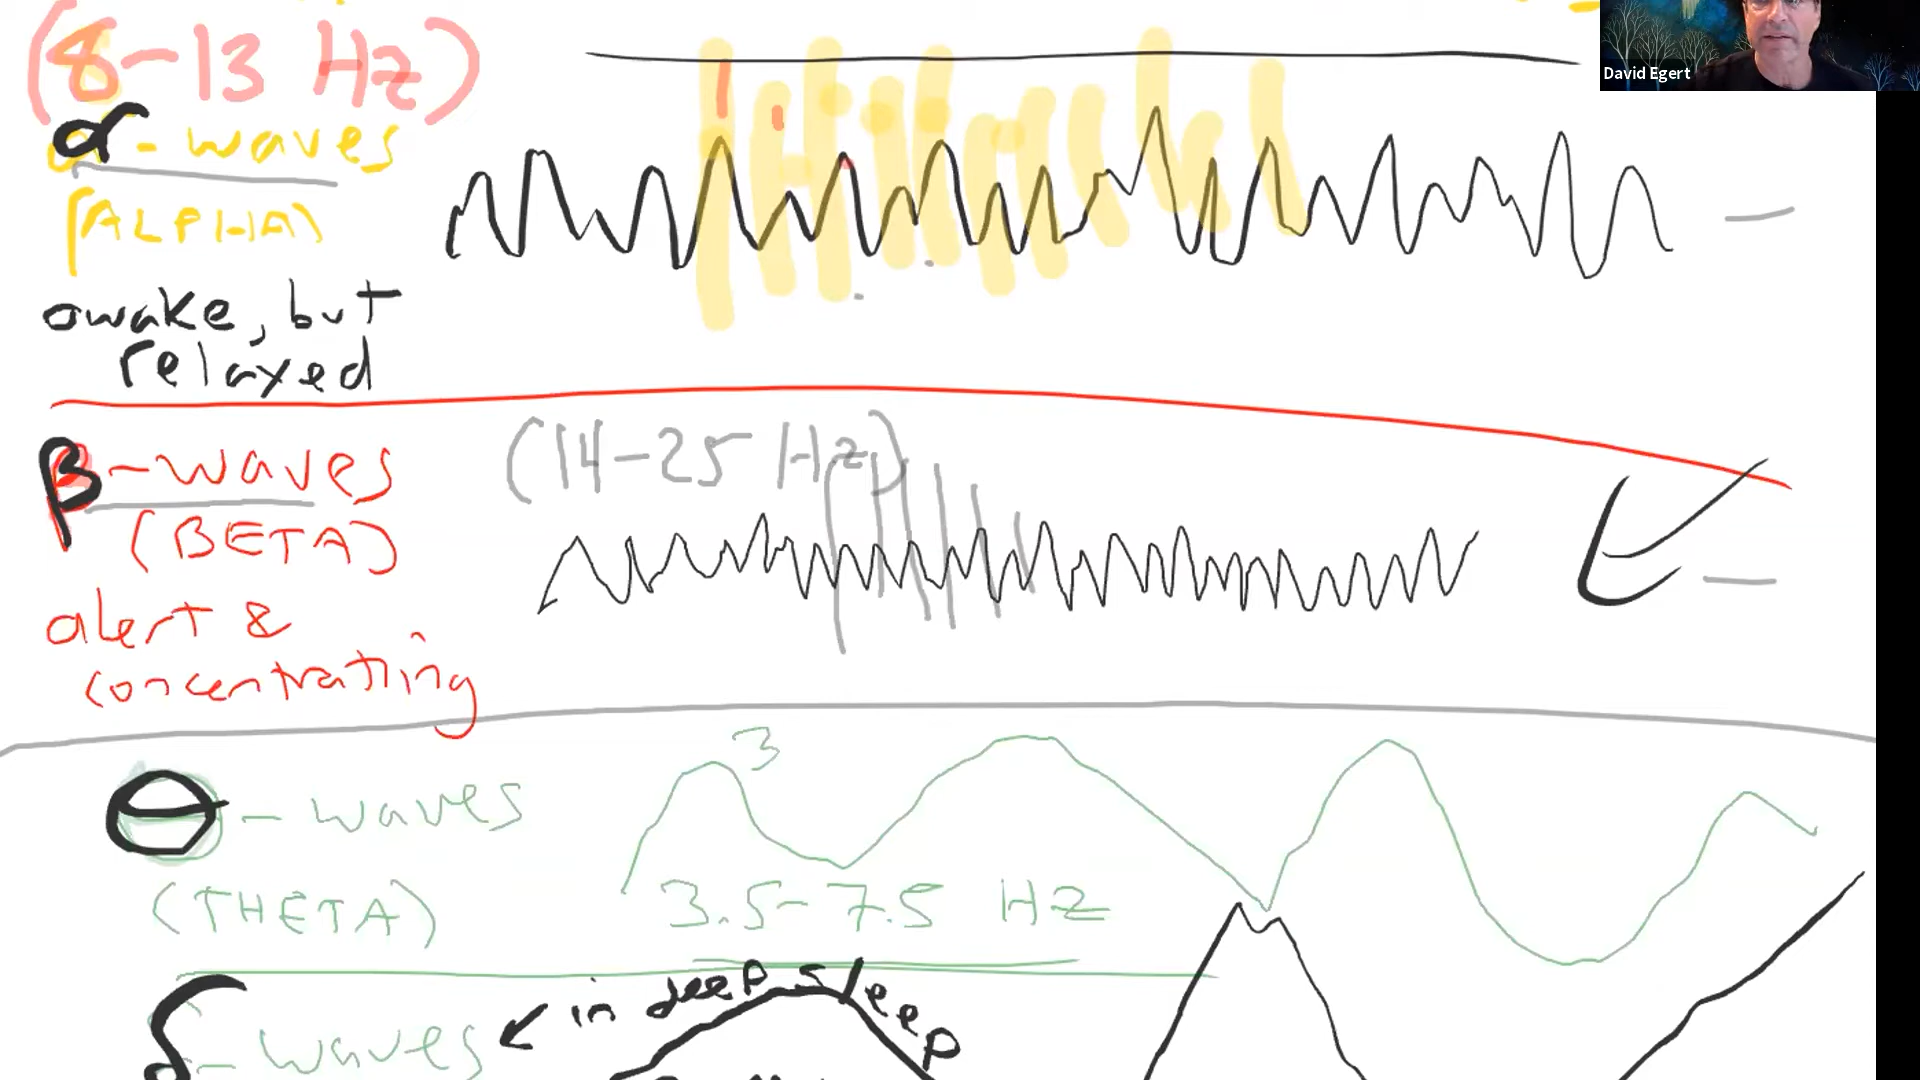 (8-13 Hz)
David Egert
α-waves
(ALPHA)
awake, but
relaxed
(14-25 Hz)
β-waves
(BETA)
alert &
concentrating
3
θ-waves
(THETA)
3.5-7.5 Hz
in deep sleep
δ-waves